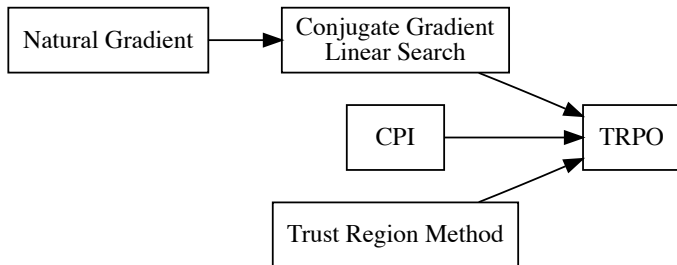 Natural Gradient
Conjugate Gradient
Linear Search
CPI
TRPO
Trust Region Method